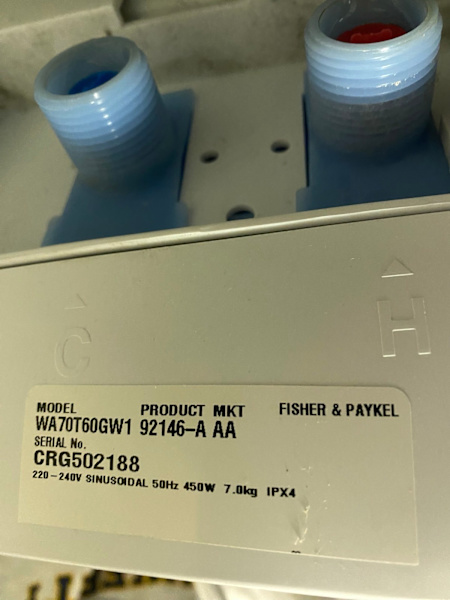 C H
MODEL PRODUCT MKT FISHER & PAYKEL
WA70T60GW1 92146-A AA
SERIAL No.
CRG502188
220-240V SINUSOIDAL 50Hz 450W 7.0kg IPX4